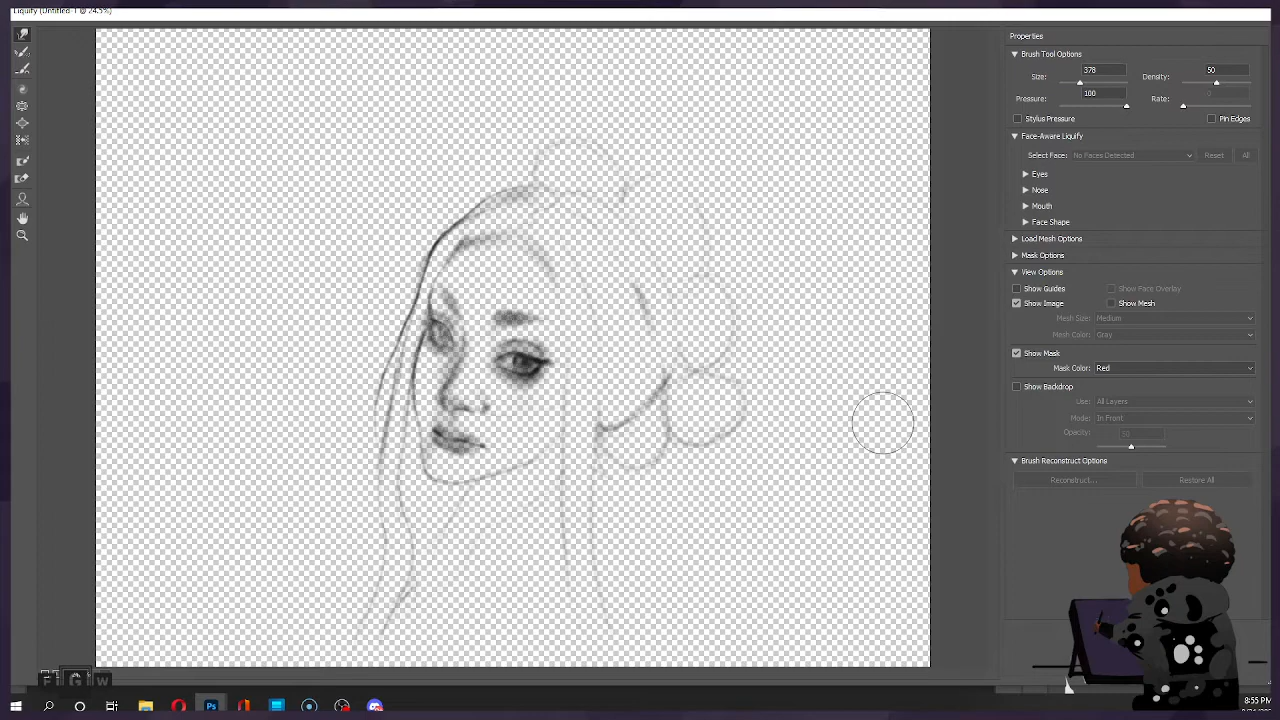 Liquify (Untitled-1 @ 24.5%)
Properties
Brush Tool Options
Size: 378 Density: 50
Pressure: 100 Rate: 0
Stylus Pressure Pin Edges
Face-Aware Liquify
Select Face: No Faces Detected Reset All
Eyes
Nose
Mouth
Face Shape
Load Mesh Options
Mask Options
View Options
Show Guides Show Face Overlay
Show Image Show Mesh
Mesh Size: Medium
Mesh Color: Gray
Show Mask
Mask Color: Red
Show Backdrop
Use: All Layers
Mode: In Front
Opacity: 50
Brush Reconstruct Options
Reconstruct... Restore All
G W
8:55 PM